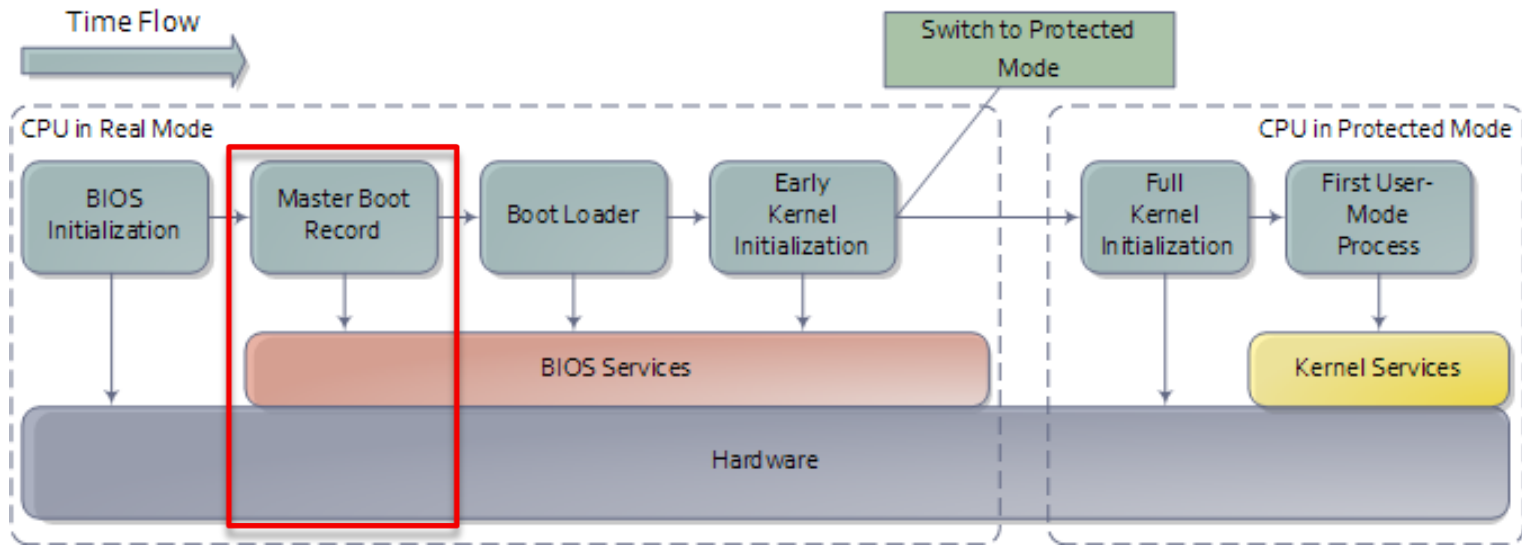 Time Flow
Switch to Protected
Mode
CPU in Real Mode
CPU in Protected Mode
BIOS
Initialization
Master Boot
Record
Boot Loader
Early
Kernel
Initialization
Full
Kernel
Initialization
First User-
Mode
Process
BIOS Services
Kernel Services
Hardware